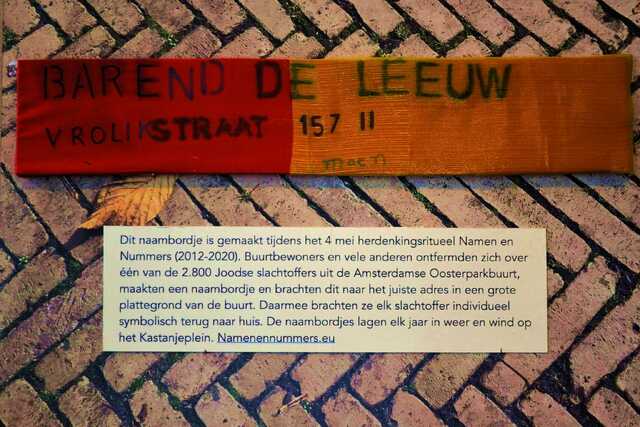 BAREND DE LEEUW
VROLIKSTRAAT 157 II
Dit naambordje is gemaakt tijdens het 4 mei herdenkingsritueel Namen en
Nummers (2012-2020). Buurtbewoners en vele anderen ontfermden zich over
één van de 2.800 Joodse slachtoffers uit de Amsterdamse Oosterparkbuurt,
maakten een naambordje en brachten dit naar het juiste adres in een grote
plattegrond van de buurt. Daarmee brachten ze elk slachtoffer individueel
symbolisch terug naar huis. De naambordjes lagen elk jaar in weer en wind op
het Kastanjeplein. Namenennummers.eu